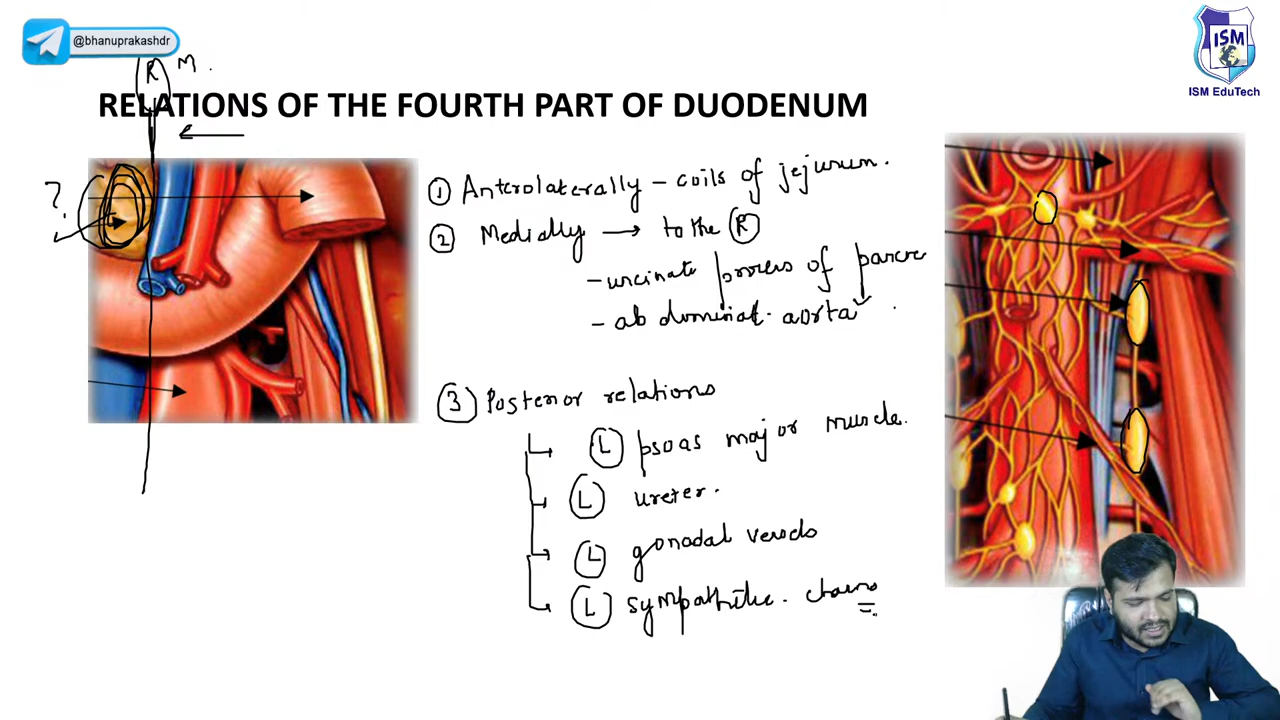 @bhanuprakashdr
ISM
ISM EduTech
R M.
RELATIONS OF THE FOURTH PART OF DUODENUM
?
① Anterolaterally – coils of jejunum.
② Medially → to the R
– uncinate process of pancre
– abdominal aorta
③ Posterior relations
L psoas major muscle.
L ureter.
L gonadal vessels
L sympathetic chain